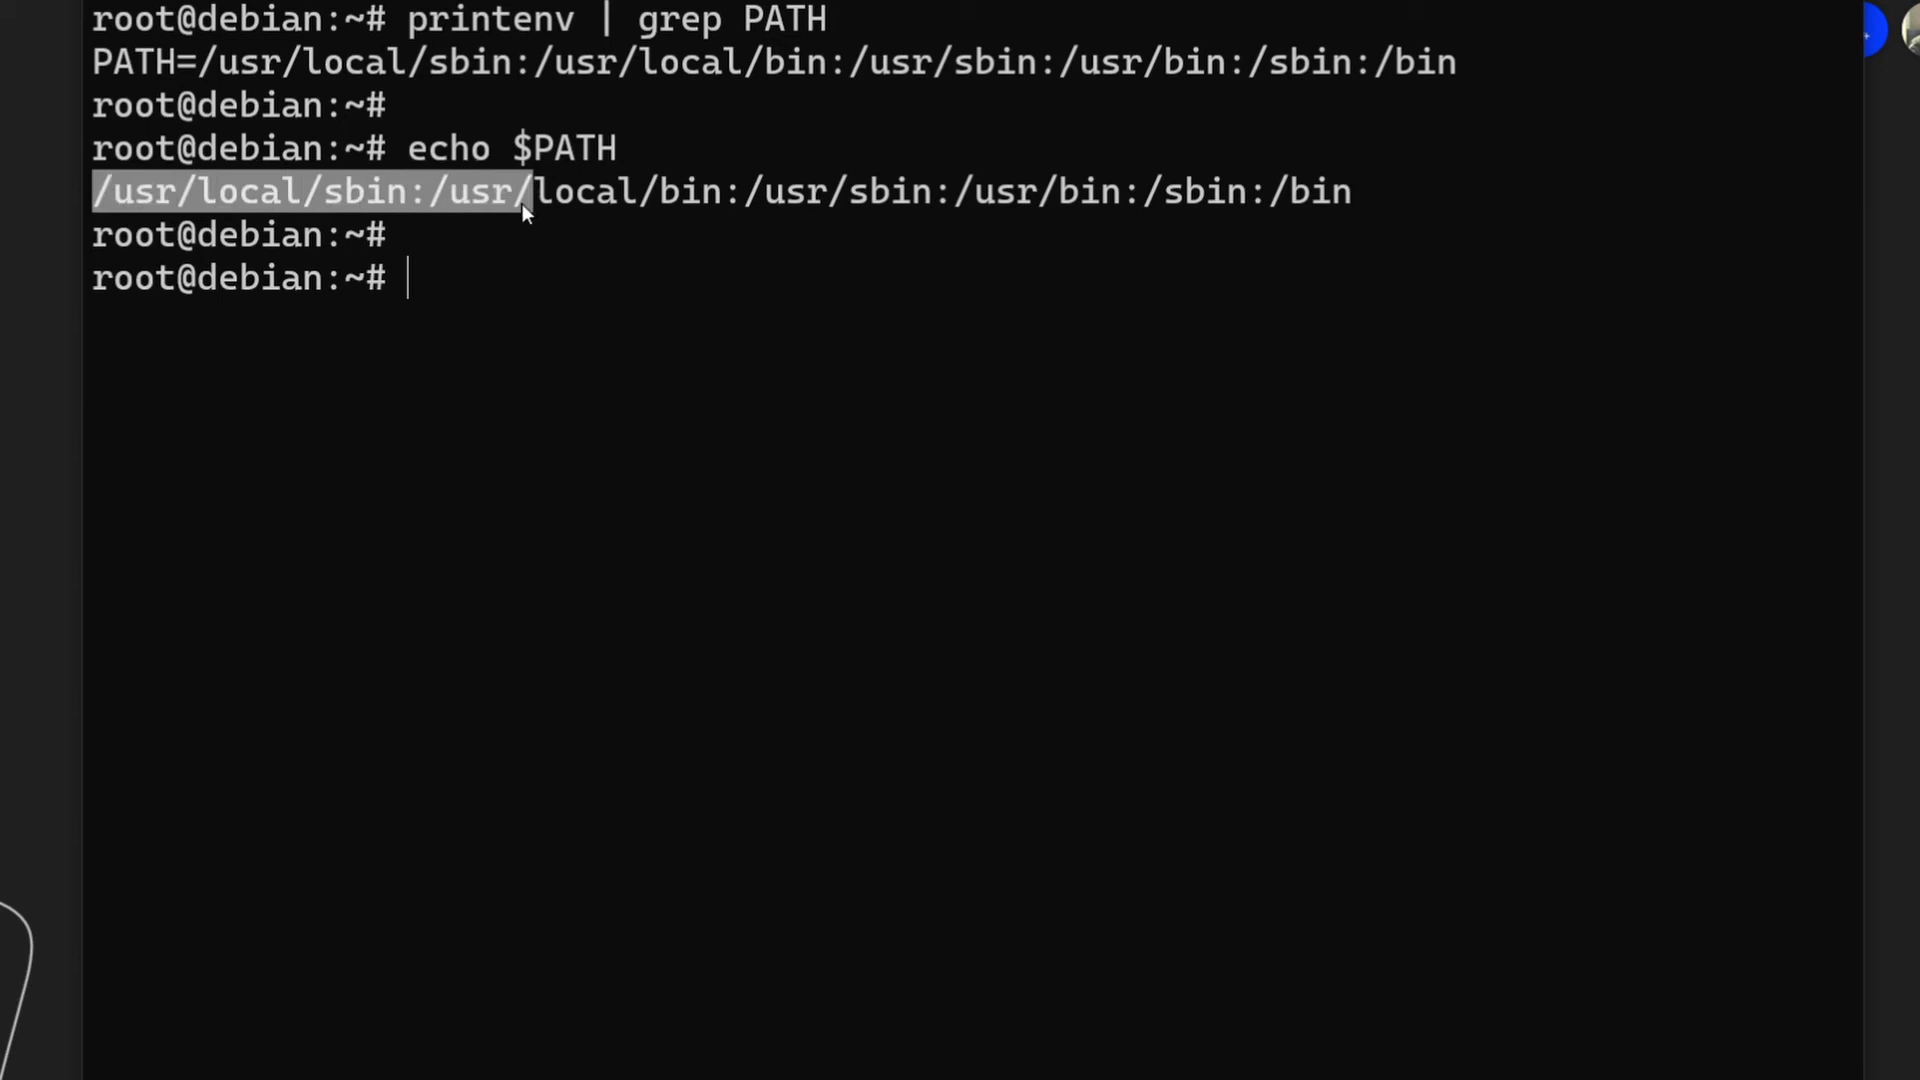 root@debian:~# printenv | grep PATH
PATH=/usr/local/sbin:/usr/local/bin:/usr/sbin:/usr/bin:/sbin:/bin
root@debian:~#
root@debian:~# echo $PATH
/usr/local/sbin:/usr/local/bin:/usr/sbin:/usr/bin:/sbin:/bin
root@debian:~#
root@debian:~#